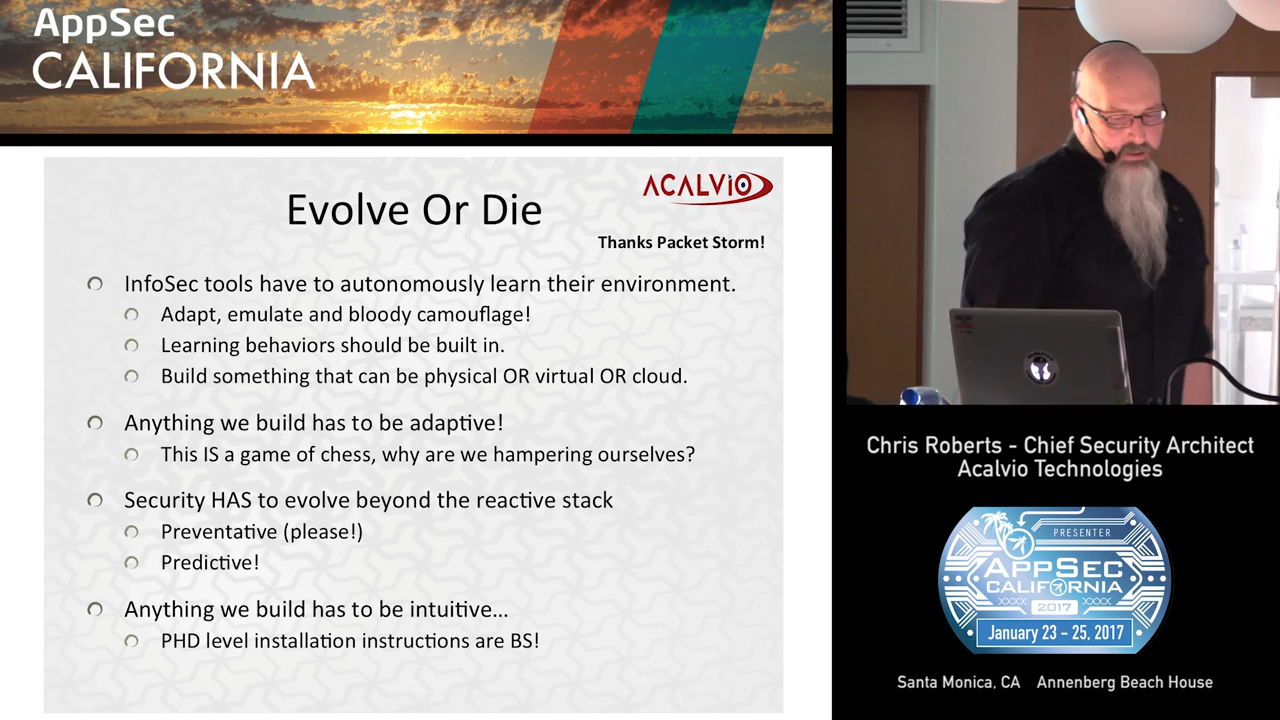 AppSec
CALIFORNIA
ACALVIO
Evolve Or Die
Thanks Packet Storm!
InfoSec tools have to autonomously learn their environment.
Adapt, emulate and bloody camouflage!
Learning behaviors should be built in.
Build something that can be physical OR virtual OR cloud.
Anything we build has to be adaptive!
This IS a game of chess, why are we hampering ourselves?
Security HAS to evolve beyond the reactive stack
Preventative (please!)
Predictive!
Anything we build has to be intuitive...
PHD level installation instructions are BS!
Chris Roberts - Chief Security Architect
Acalvio Technologies
PRESENTER
APPSEC
CALIFORNIA
2017
January 23 - 25, 2017
Santa Monica, CA Annenberg Beach House